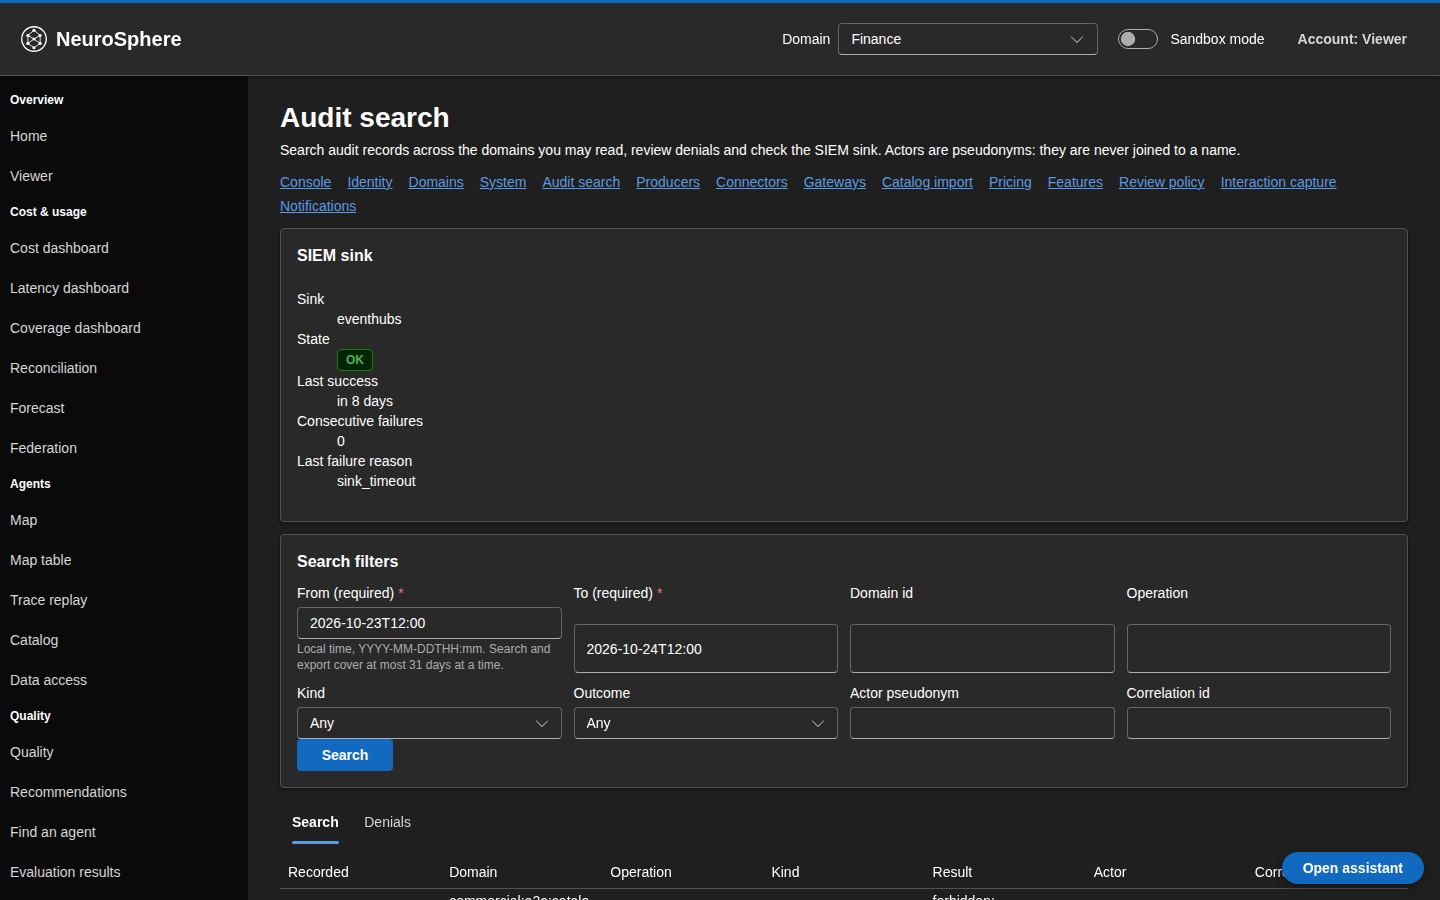 NeuroSphere
Domain Finance Sandbox mode Account: Viewer
Overview
Home
Viewer
Cost & usage
Cost dashboard
Latency dashboard
Coverage dashboard
Reconciliation
Forecast
Federation
Agents
Map
Map table
Trace replay
Catalog
Data access
Quality
Quality
Recommendations
Find an agent
Evaluation results
Audit search
Search audit records across the domains you may read, review denials and check the SIEM sink. Actors are pseudonyms: they are never joined to a name.
Console Identity Domains System Audit search Producers Connectors Gateways Catalog import Pricing Features Review policy Interaction capture
Notifications
SIEM sink
Sink
eventhubs
State
OK
Last success
in 8 days
Consecutive failures
0
Last failure reason
sink_timeout
Search filters
From (required) * To (required) * Domain id Operation
2026-10-23T12:00 2026-10-24T12:00
Local time, YYYY-MM-DDTHH:mm. Search and
export cover at most 31 days at a time.
Kind Outcome Actor pseudonym Correlation id
Any Any
Search
Search Denials
Recorded Domain Operation Kind Result Actor
Open assistant